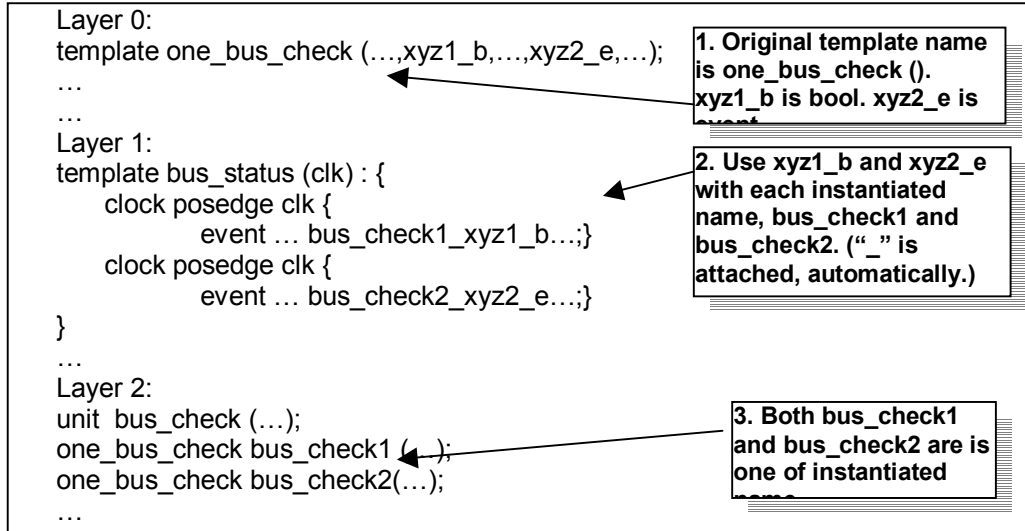 Layer 0:
template one_bus_check (…,xyz1_b,…,xyz2_e,…);
…
…
Layer 1:
template bus_status (clk) : {
clock posedge clk {
event … bus_check1_xyz1_b…;}
clock posedge clk {
event … bus_check2_xyz2_e…;}
}
…
Layer 2:
unit bus_check (…);
one_bus_check bus_check1 (…);
one_bus_check bus_check2(…);
…
1. Original template name
is one_bus_check ().
xyz1_b is bool. xyz2_e is
2. Use xyz1_b and xyz2_e
with each instantiated
name, bus_check1 and
bus_check2. (“_” is
attached, automatically.)
3. Both bus_check1
and bus_check2 are is
one of instantiated